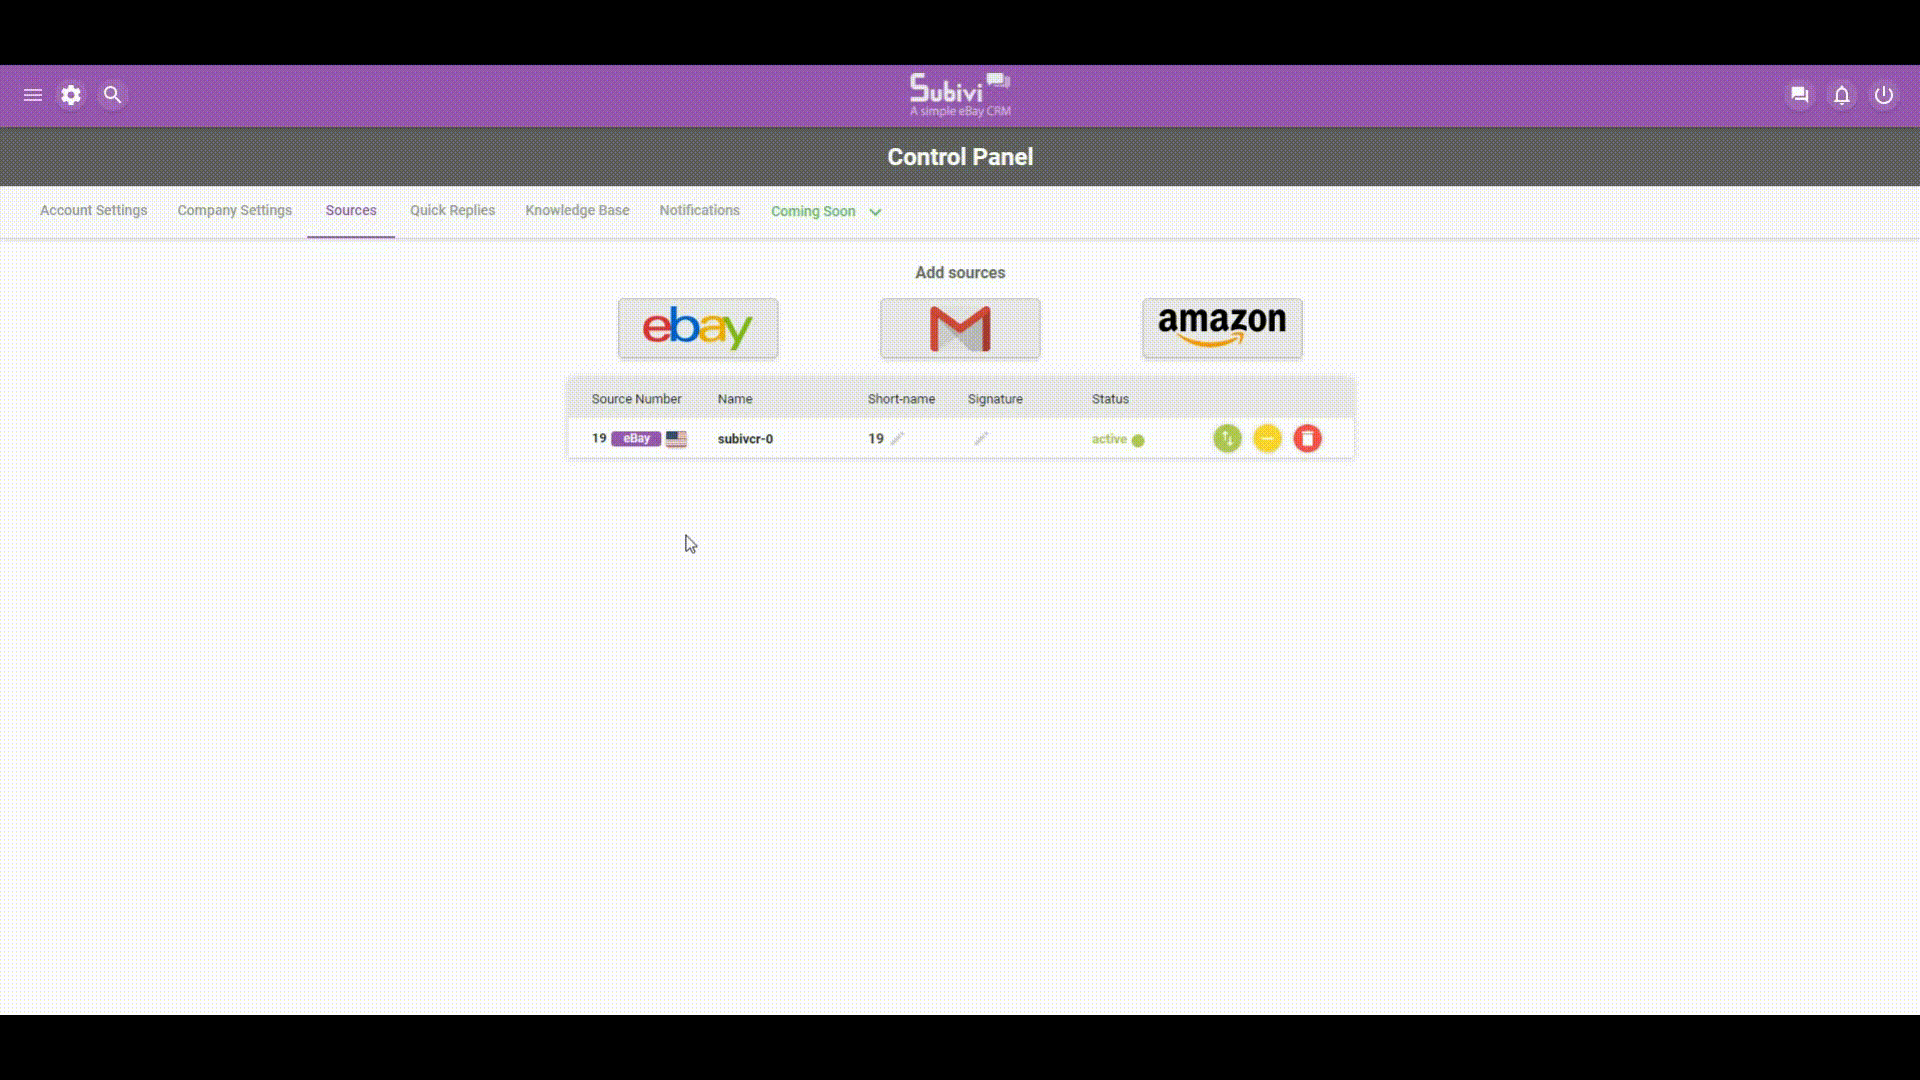 Subivi
A simple eBay CRM
Control Panel
Account Settings Company Settings Sources Quick Replies Knowledge Base Notifications Coming Soon
Add sources
ebay M amazon
Source Number Name Short-name Signature Status
19 eBay subivcr-0 19 active